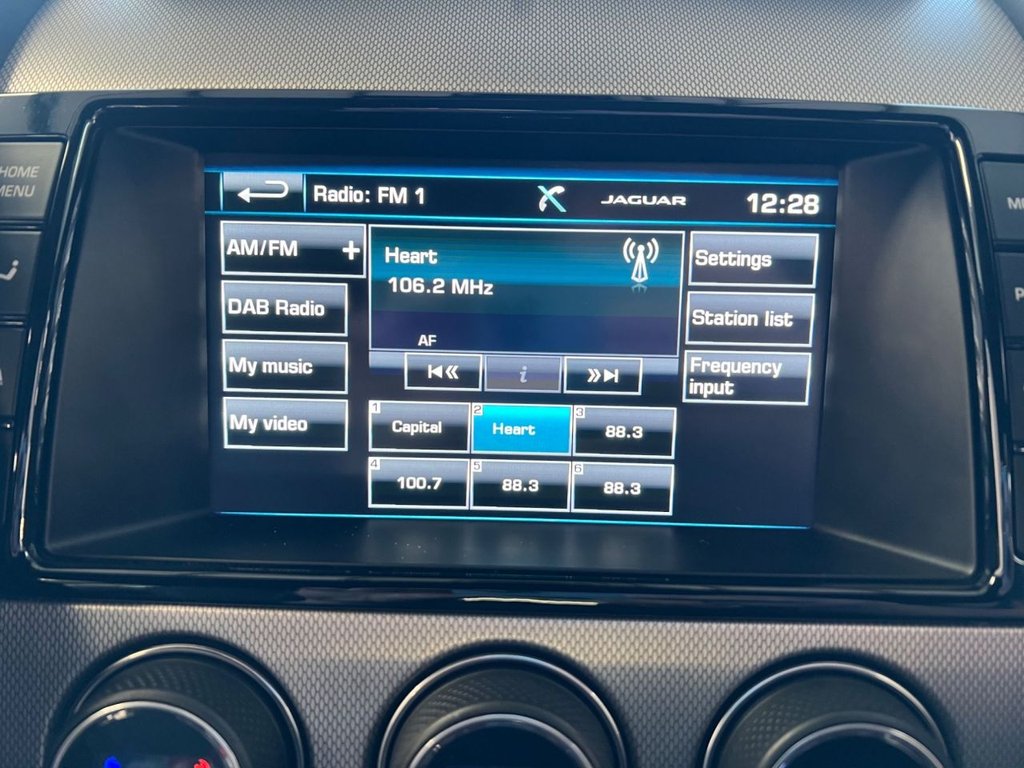 HOME
MENU
Radio: FM 1
JAGUAR
12:28
AM/FM +
Heart
106.2 MHz
AF
Settings
DAB Radio
Station list
My music
i
Frequency
input
My video
1 Capital
2 Heart
3 88.3
4 100.7
5 88.3
6 88.3